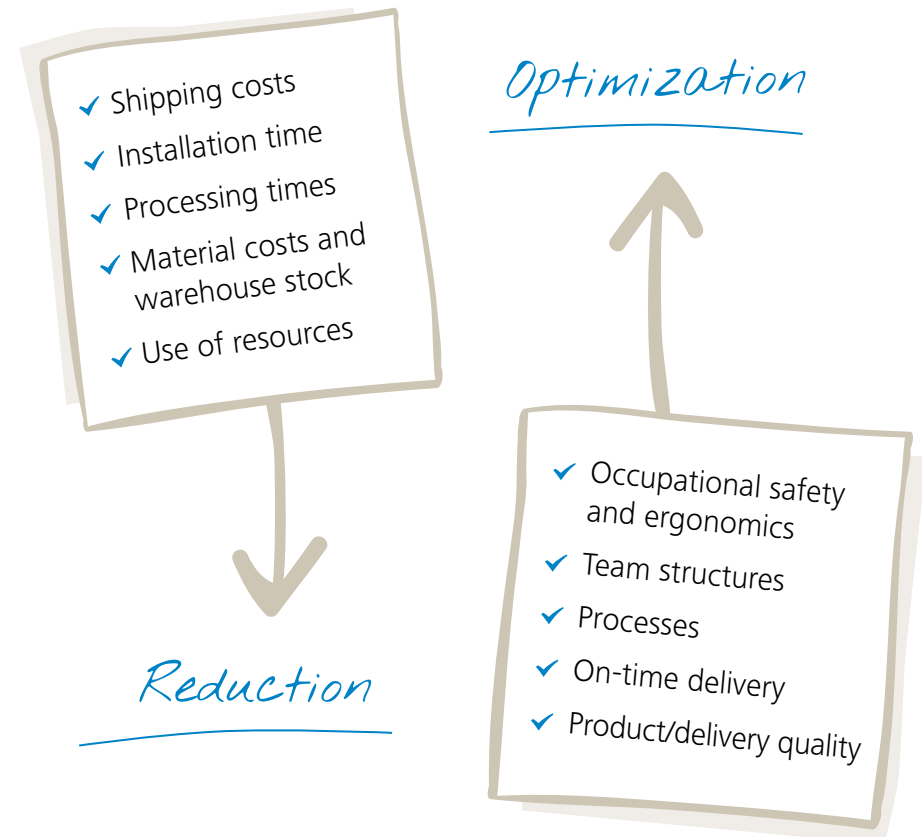 Shipping costs
Installation time
Processing times
Material costs and
warehouse stock
Use of resources
Reduction
Optimization
Occupational safety
and ergonomics
Team structures
Processes
On-time delivery
Product/delivery quality